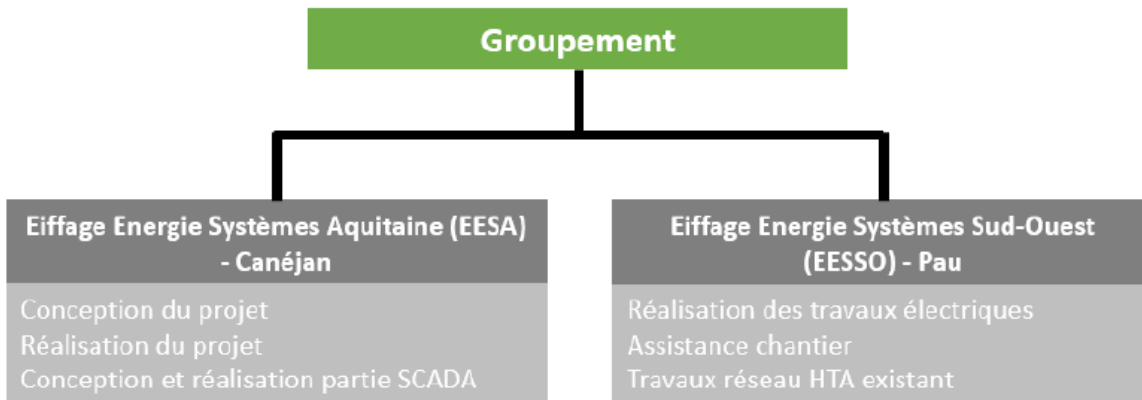 Groupement
Eiffage Energie Systèmes Aquitaine (EESA)
- Canéjan
Conception du projet
Réalisation du projet
Conception et réalisation partie SCADA
Eiffage Energie Systèmes Sud-Ouest
(EESSO) - Pau
Réalisation des travaux électriques
Assistance chantier
Travaux réseau HTA existant